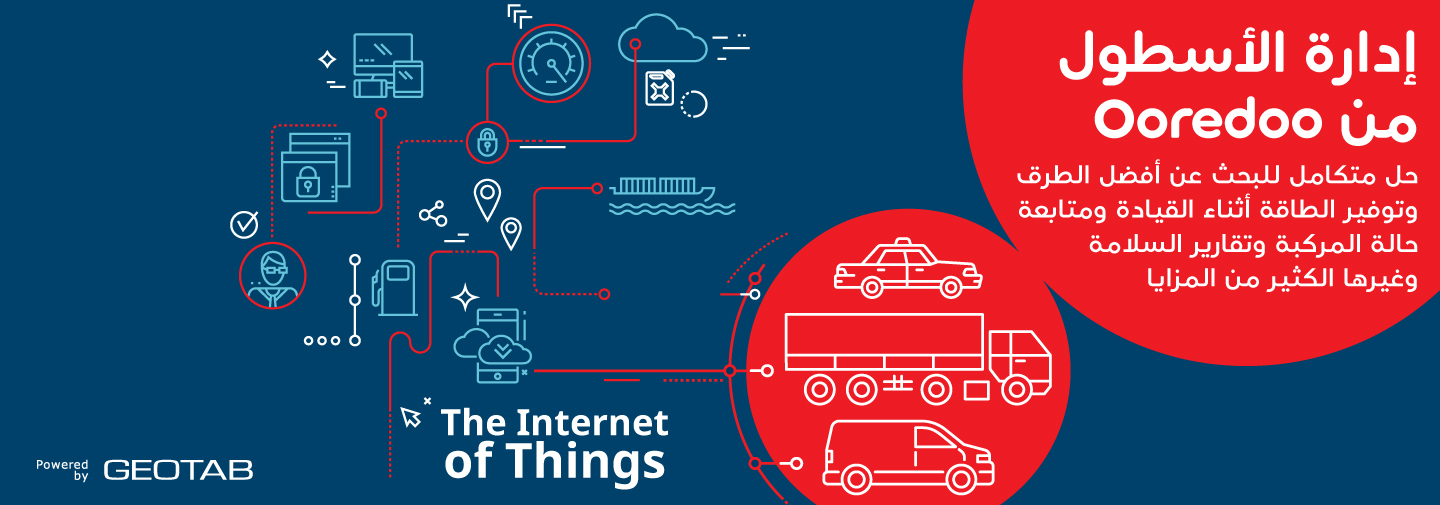 إدارة الأسطول
من Ooredoo
حل متكامل للبحث عن أفضل الطرق
وتوفير الطاقة أثناء القيادة ومتابعة
حالة المركبة وتقارير السلامة
وغيرها الكثير من المزايا
The Internet
of Things
Powered
by
GEOTAB